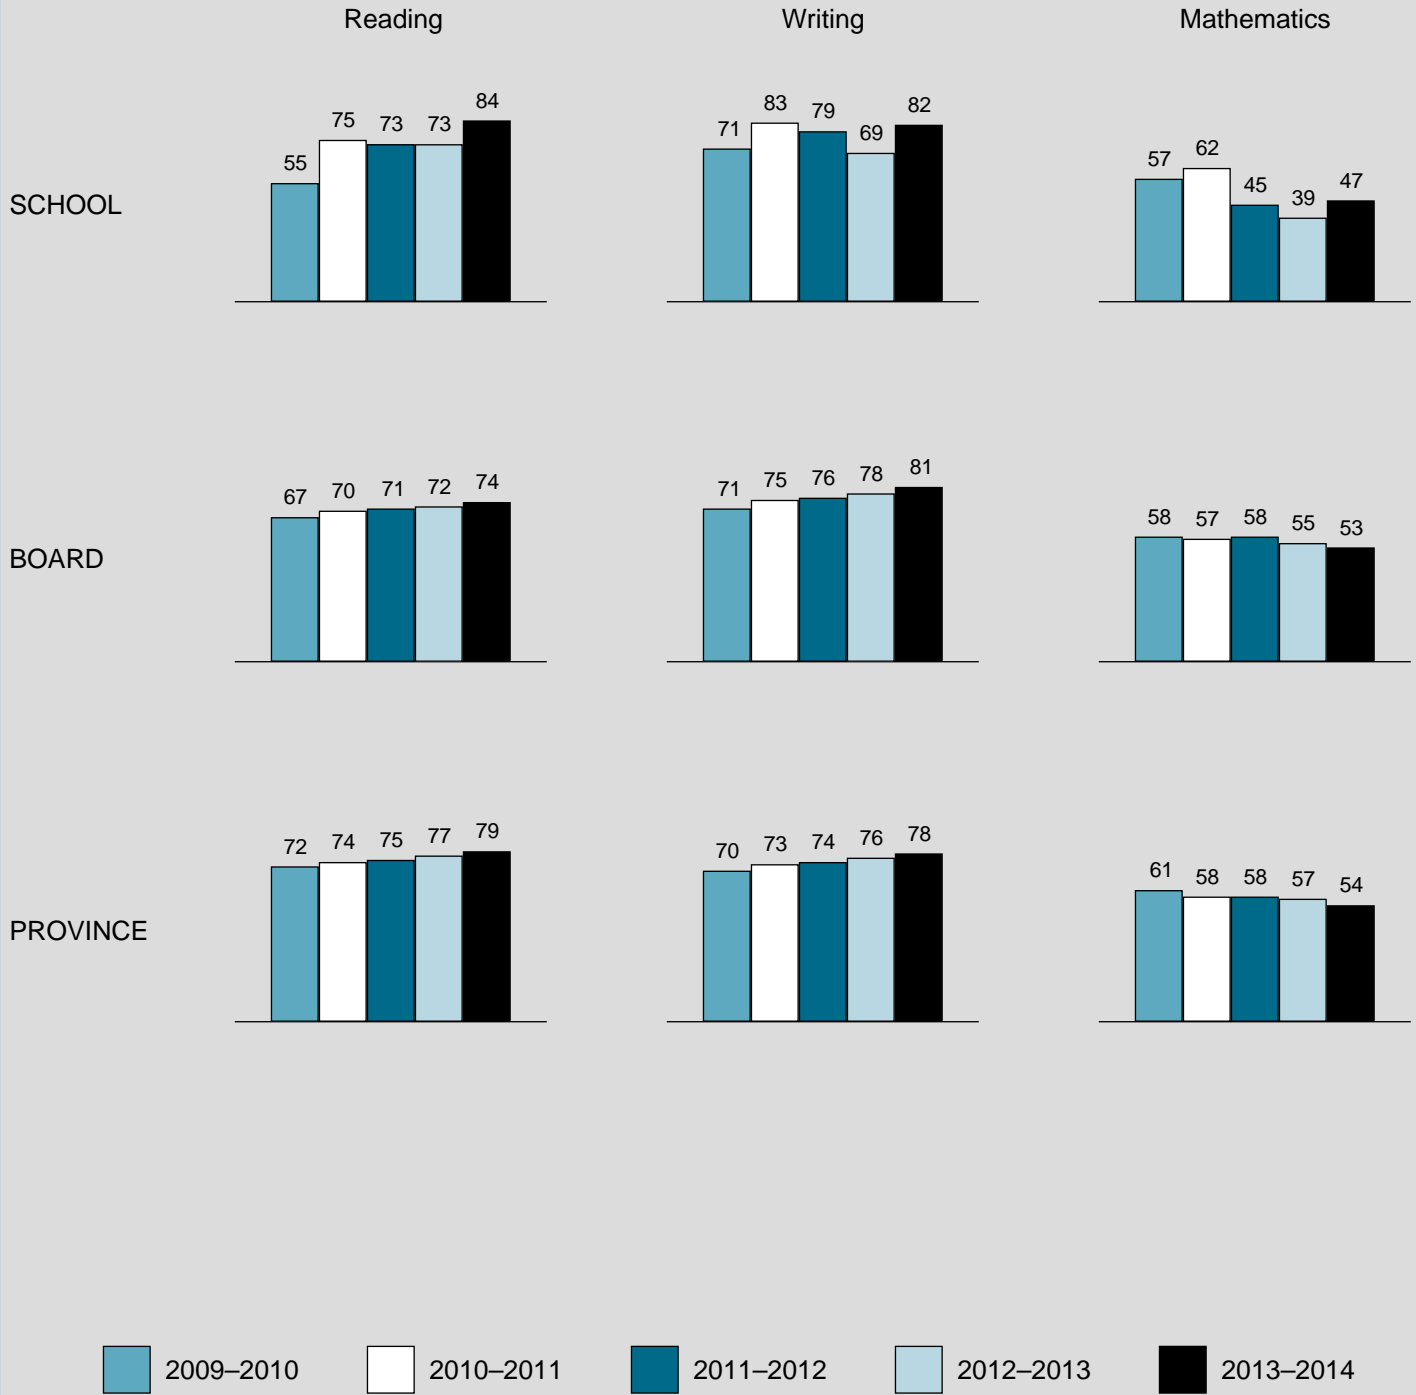 Reading Writing Mathematics
SCHOOL
55 75 73 73 84
71 83 79 69 82
57 62 45 39 47
BOARD
67 70 71 72 74
71 75 76 78 81
58 57 58 55 53
PROVINCE
72 74 75 77 79
70 73 74 76 78
61 58 58 57 54
2009–2010 2010–2011 2011–2012 2012–2013 2013–2014